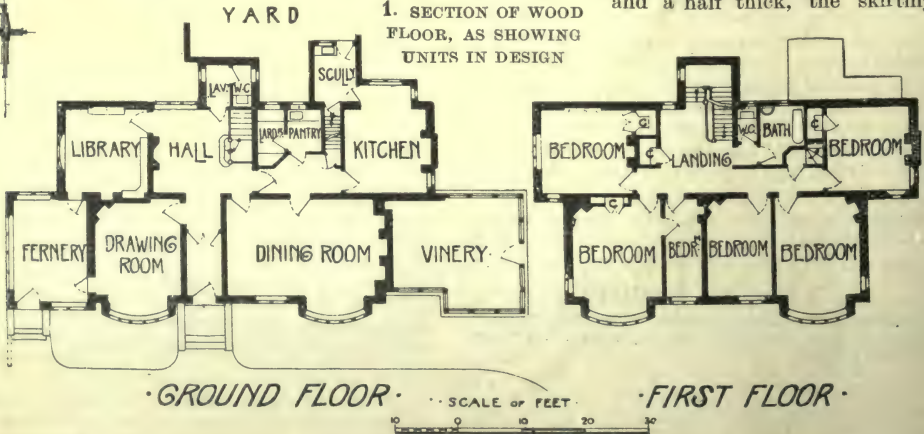 YARD
1. SECTION OF WOOD
FLOOR, AS SHOWING
UNITS IN DESIGN
and a half thick, the skirting
LAV.
W.C
SCULLY
LARDR
PANTRY
LIBRARY
HALL
KITCHEN
FERNERY
DRAWING
ROOM
DINING ROOM
VINERY
C
W.C.
BATH
C
BEDROOM
C
LANDING
C
BEDROOM
C
BEDROOM
BEDRM
BEDROOM
BEDROOM
·GROUND FLOOR·
·SCALE OF FEET·
·FIRST FLOOR·
10 0 10 20 30